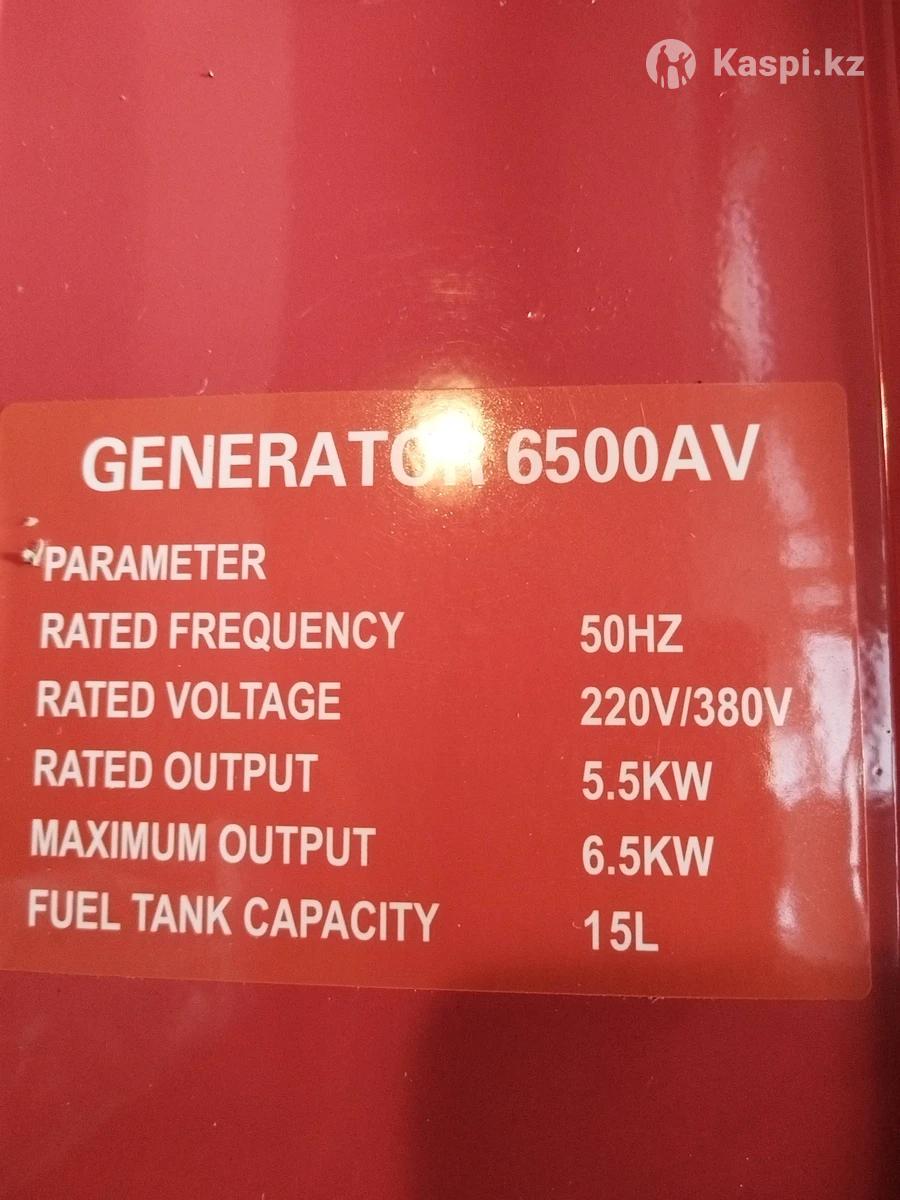 Kaspi.kz
GENERATOR 6500AV
PARAMETER
RATED FREQUENCY 50HZ
RATED VOLTAGE 220V/380V
RATED OUTPUT 5.5KW
MAXIMUM OUTPUT 6.5KW
FUEL TANK CAPACITY 15L